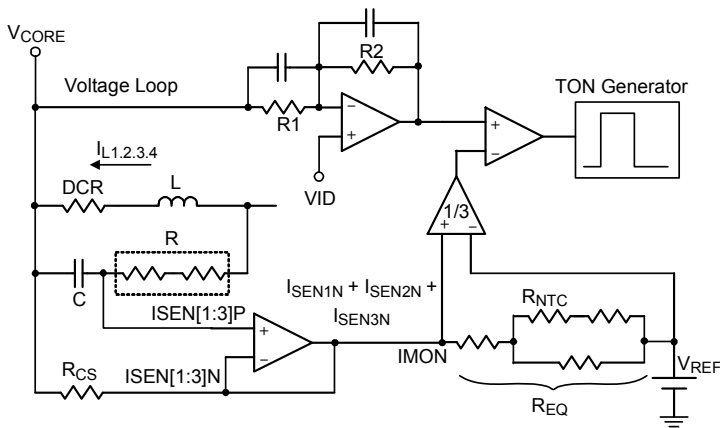 VCORE
Voltage Loop
R2
R1
TON Generator
VID
IL1.2.3.4
DCR
L
R
C
1/3
ISEN1N + ISEN2N +
ISEN3N
ISEN[1:3]P
RNTC
IMON
RCS
ISEN[1:3]N
REQ
VREF